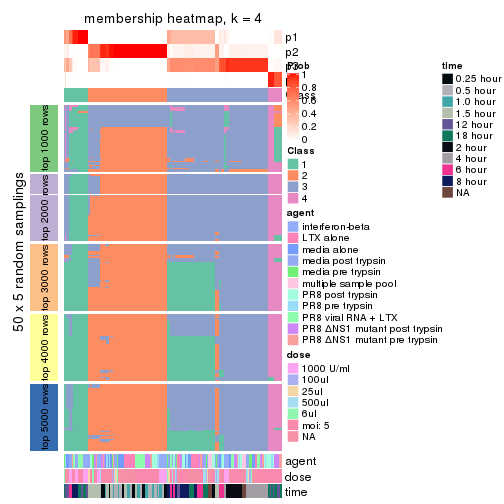 membership heatmap, k = 4
p1
p2
p3
Prob
1
0.8
0.6
0.4
0.2
0
Class
1
2
3
4
agent
interferon-beta
LTX alone
media alone
media post trypsin
media pre trypsin
multiple sample pool
PR8 post trypsin
PR8 pre trypsin
PR8 viral RNA + LTX
PR8 ΔNS1 mutant post trypsin
PR8 ΔNS1 mutant pre trypsin
dose
1000 U/ml
100ul
25ul
500ul
6ul
moi: 5
NA
time
0.25 hour
0.5 hour
1.0 hour
1.5 hour
12 hour
18 hour
2 hour
4 hour
6 hour
8 hour
NA
50 x 5 random samplings
top 1000 rows
top 2000 rows
top 3000 rows
top 4000 rows
top 5000 rows
agent
dose
time